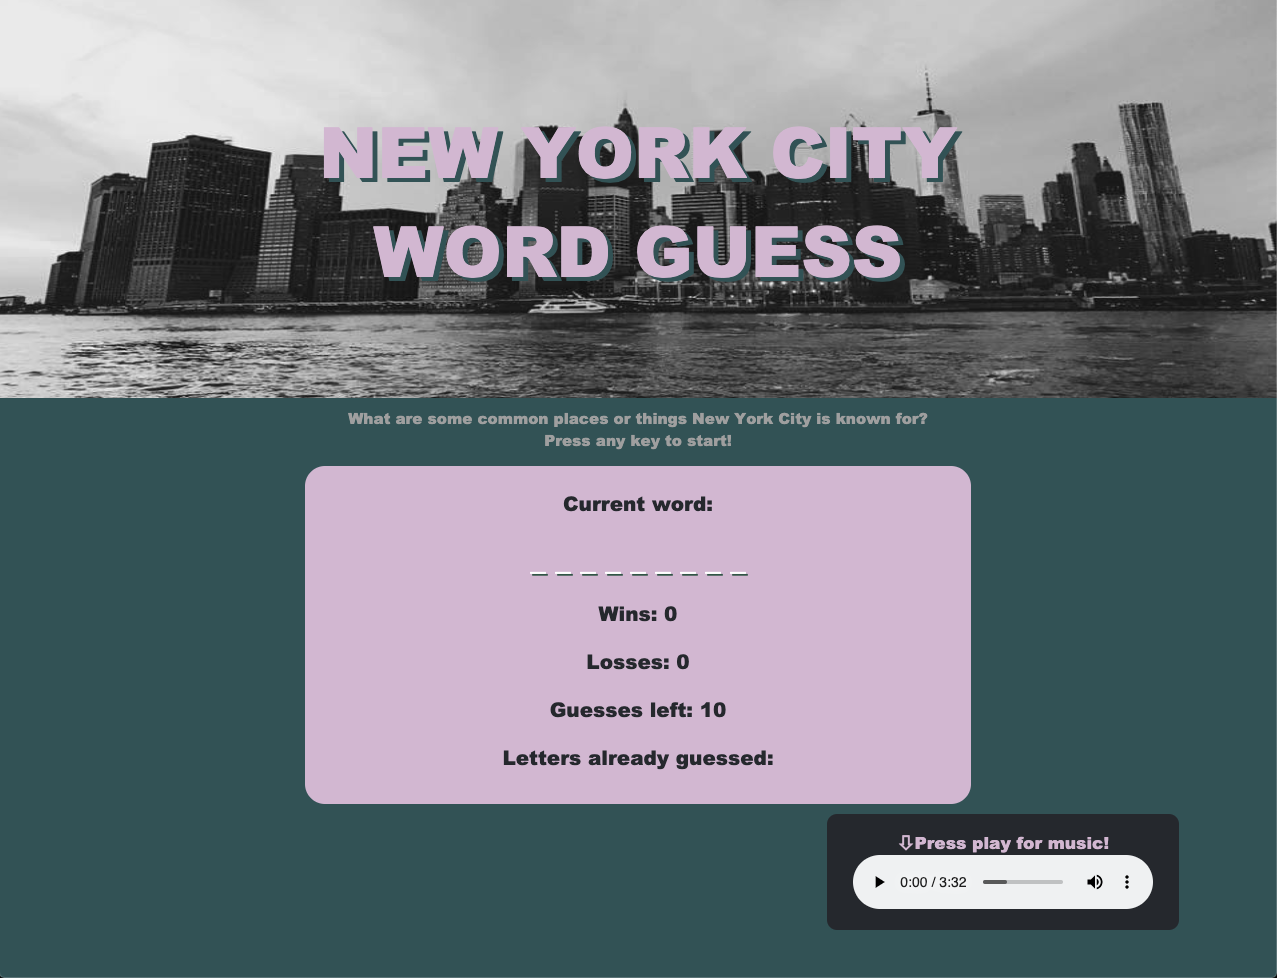 NEW YORK CITY
WORD GUESS
What are some common places or things New York City is known for?
Press any key to start!
Current word:
_ _ _ _ _ _ _ _ _
Wins: 0
Losses: 0
Guesses left: 10
Letters already guessed:
⇩Press play for music!
0:00 / 3:32